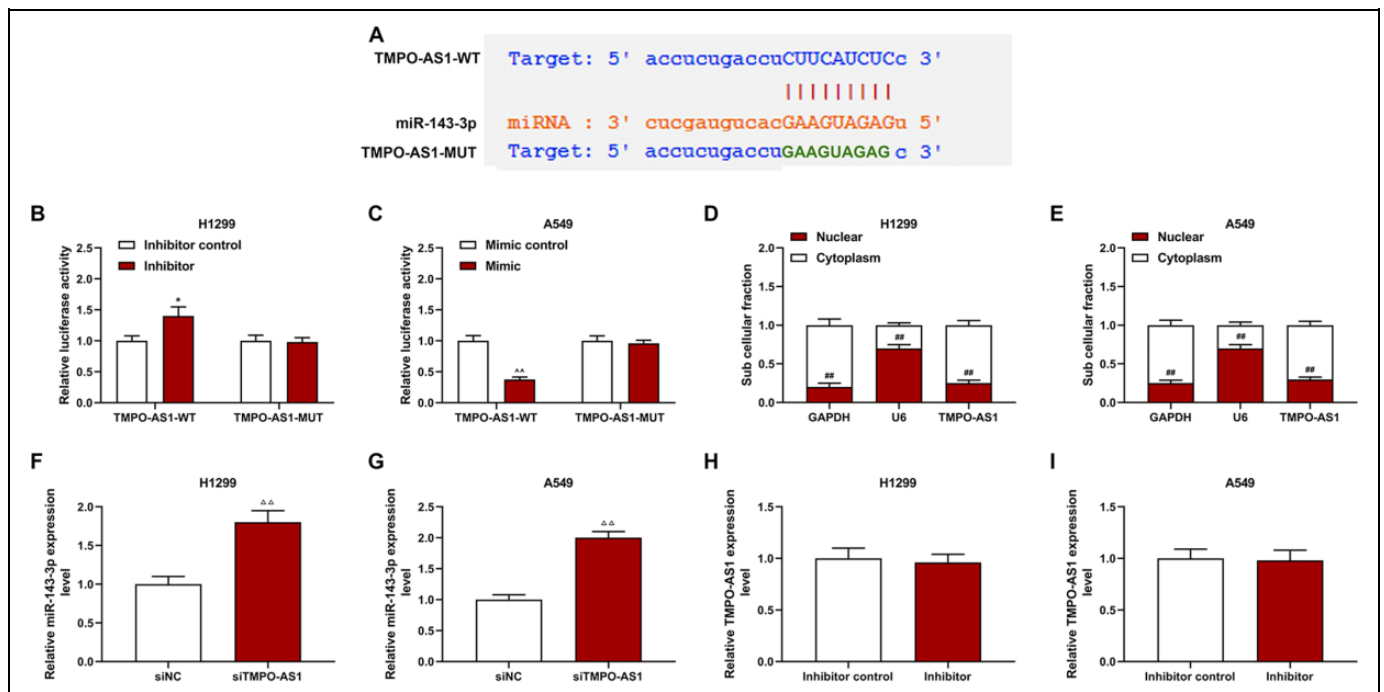 A
TMPO-AS1-WT Target: 5' accucugaccuCUUCAUCUCc 3'
|||||||||
miR-143-3p miRNA : 3' cucgaugucacGAAGUAGAGu 5'
TMPO-AS1-MUT Target: 5' accucugaccuGAAGUAGAG c 3'
B
H1299
Relative luciferase activity
2.5
2.0
1.5
1.0
0.5
0.0
Inhibitor control
Inhibitor
*
TMPO-AS1-WT TMPO-AS1-MUT
C
A549
Relative luciferase activity
2.5
2.0
1.5
1.0
0.5
0.0
Mimic control
Mimic
^^
TMPO-AS1-WT TMPO-AS1-MUT
D
H1299
Sub cellular fraction
2.0
1.5
1.0
0.5
0.0
Nuclear
Cytoplasm
## ## ##
GAPDH U6 TMPO-AS1
E
A549
Sub cellular fraction
2.0
1.5
1.0
0.5
0.0
Nuclear
Cytoplasm
## ## ##
GAPDH U6 TMPO-AS1
F
H1299
Relative miR-143-3p expression
level
2.0
1.5
1.0
0.5
0.0
△△
siNC siTMPO-AS1
G
A549
Relative miR-143-3p expression
level
2.5
2.0
1.5
1.0
0.5
0.0
△△
siNC siTMPO-AS1
H
H1299
Relative TMPO-AS1 expression
level
1.5
1.0
0.5
0.0
Inhibitor control Inhibitor
I
A549
Relative TMPO-AS1 expression
level
1.5
1.0
0.5
0.0
Inhibitor control Inhibitor